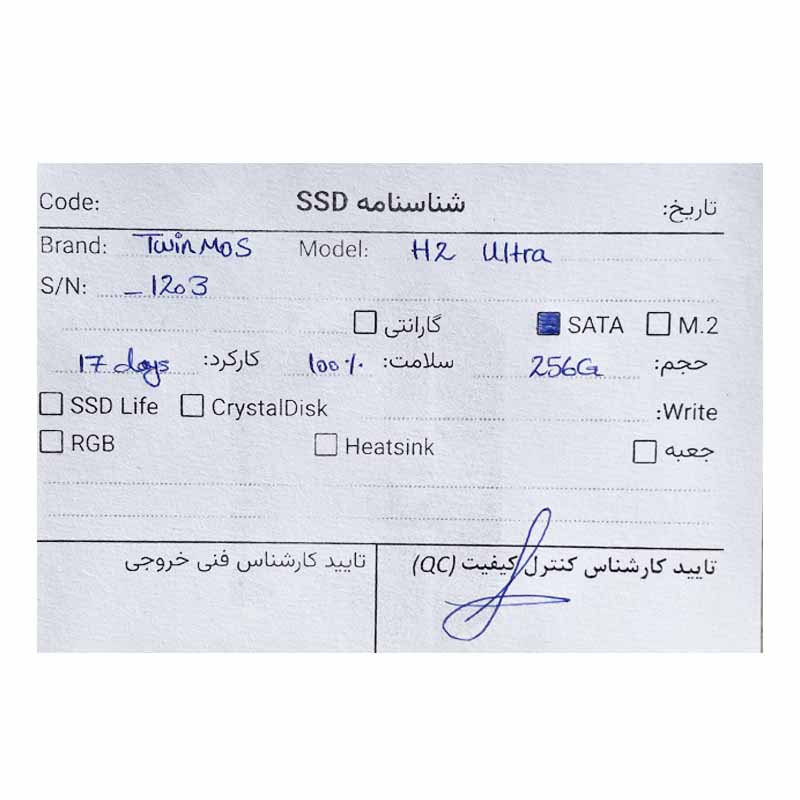 Code: شناسنامه SSD تاریخ:
Brand: TwinMOS Model: H2 Ultra
S/N: _1203
گارانتی SATA M.2
حجم: 256G سلامت: 100% کارکرد: 17 days
SSD Life CrystalDisk Write:
RGB Heatsink جعبه
تایید کارشناس کنترل کیفیت (QC) تایید کارشناس فنی خروجی